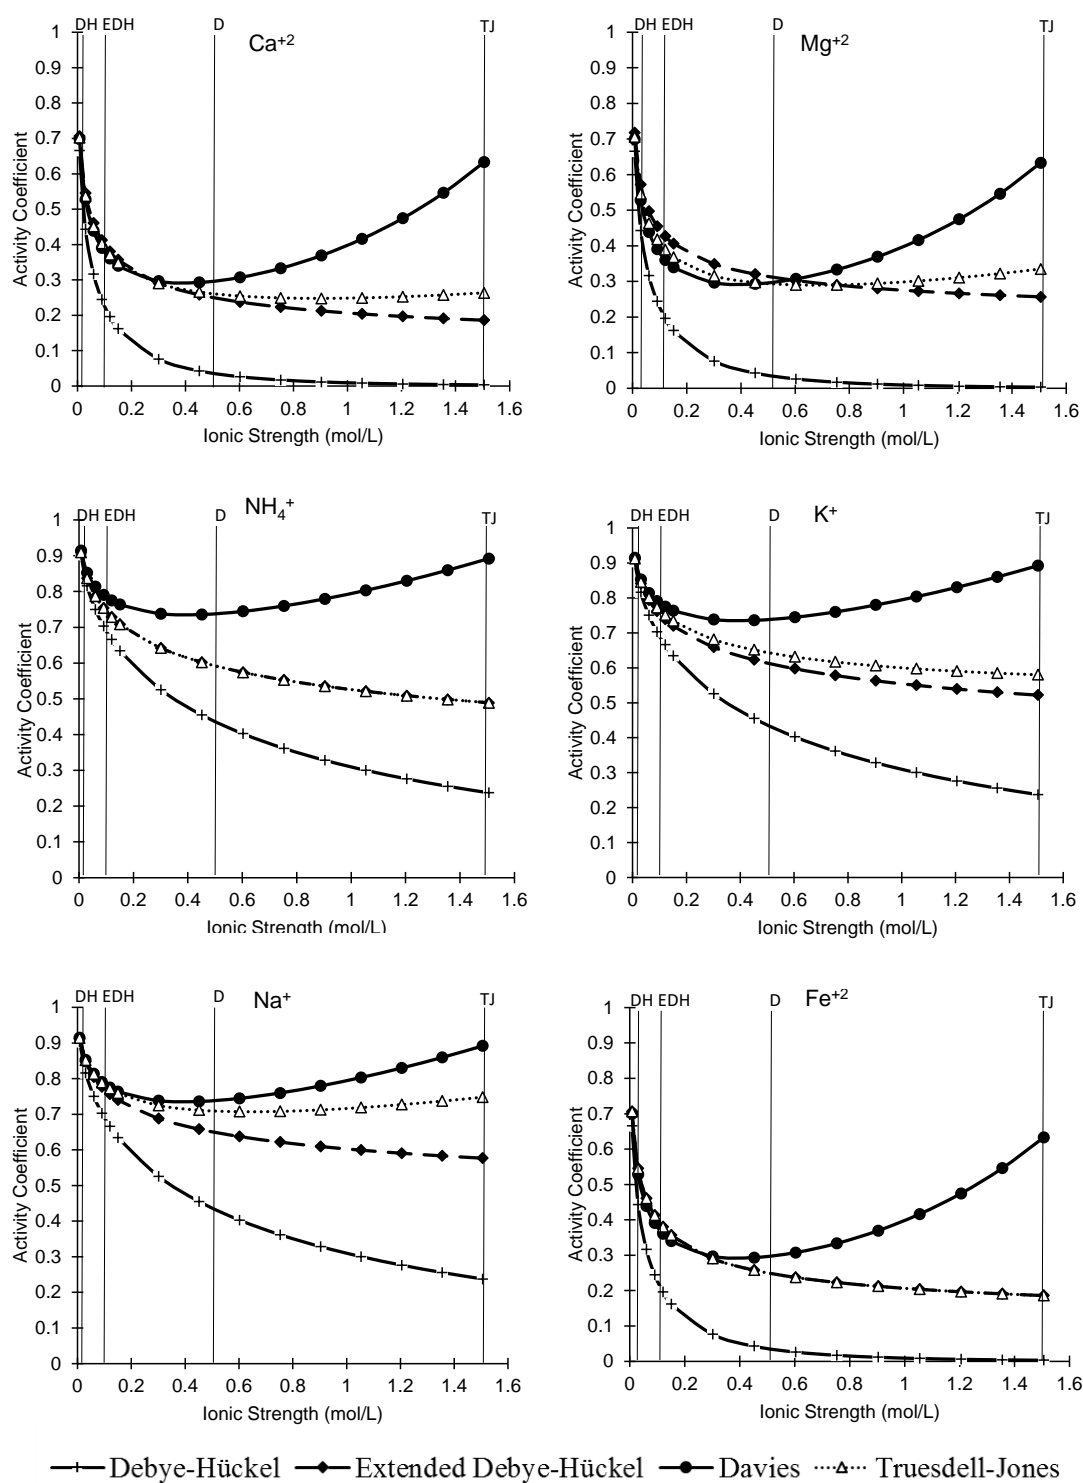 DH EDH D TJ
Ca+2
1
0.9
0.8
0.7
0.6
0.5
0.4
0.3
0.2
0.1
0
Activity Coefficient
0 0.2 0.4 0.6 0.8 1 1.2 1.4 1.6
Ionic Strength (mol/L)
DH EDH D TJ
Mg+2
1
0.9
0.8
0.7
0.6
0.5
0.4
0.3
0.2
0.1
0
Activity Coefficient
0 0.2 0.4 0.6 0.8 1 1.2 1.4 1.6
Ionic Strength (mol/L)
NH4+
DH EDH D TJ
1
0.9
0.8
0.7
0.6
0.5
0.4
0.3
0.2
0.1
0
Activity Coefficient
0 0.2 0.4 0.6 0.8 1 1.2 1.4 1.6
Ionic Strength (mol/L)
DH EDH D K+ TJ
1
0.9
0.8
0.7
0.6
0.5
0.4
0.3
0.2
0.1
0
Activity Coefficient
0 0.2 0.4 0.6 0.8 1 1.2 1.4 1.6
Ionic Strength (mol/L)
DH EDH D Na+ TJ
1
0.9
0.8
0.7
0.6
0.5
0.4
0.3
0.2
0.1
0
Activity Coefficient
0 0.2 0.4 0.6 0.8 1 1.2 1.4 1.6
Ionic Strength (mol/L)
DH EDH D Fe+2 TJ
1
0.9
0.8
0.7
0.6
0.5
0.4
0.3
0.2
0.1
0
Activity Coefficient
0 0.2 0.4 0.6 0.8 1 1.2 1.4 1.6
Ionic Strength (mol/L)
Debye-Hückel Extended Debye-Hückel Davies Truesdell-Jones